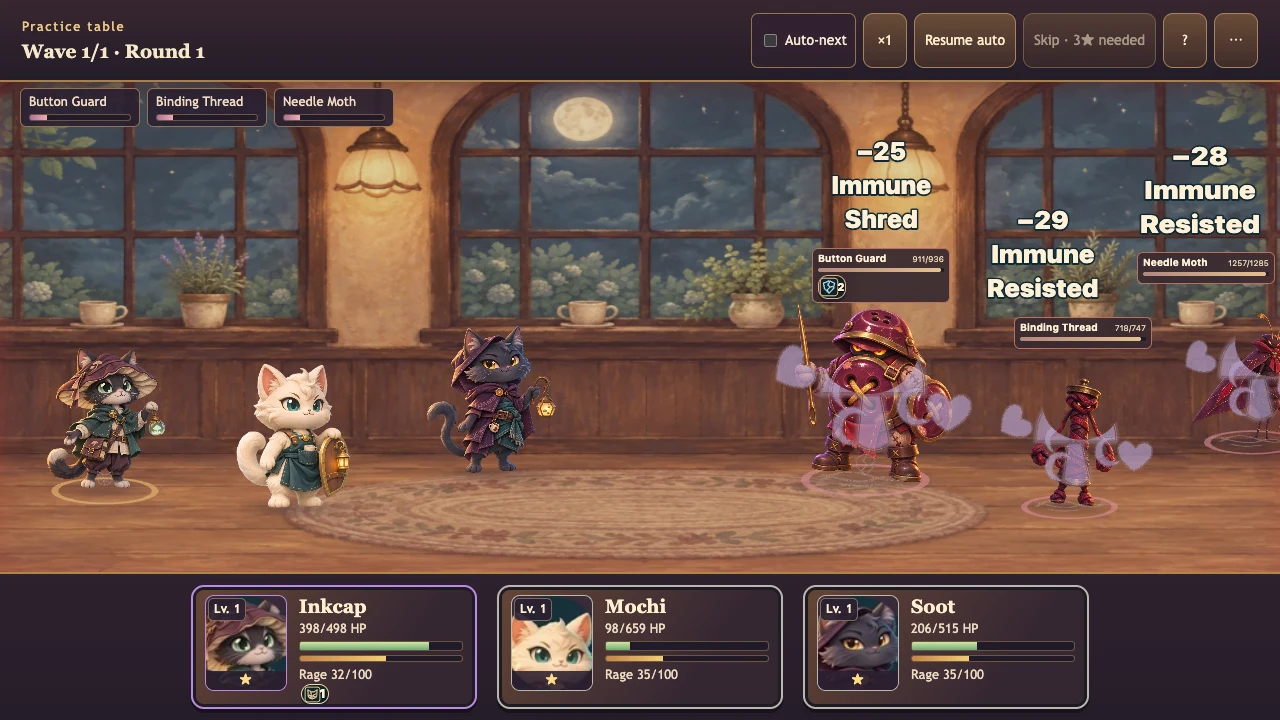 Practice table
Wave 1/1 · Round 1
Auto-next
×1
Resume auto
Skip · 3★ needed
?
···
Button Guard
Binding Thread
Needle Moth
−25
Immune
Shred
−28
Immune
Resisted
−29
Immune
Resisted
Button Guard 911/936
2
Needle Moth 1257/1285
Binding Thread 718/747
Lv. 1
Inkcap
398/498 HP
Rage 32/100
1
Lv. 1
Mochi
98/659 HP
Rage 35/100
Lv. 1
Soot
206/515 HP
Rage 35/100